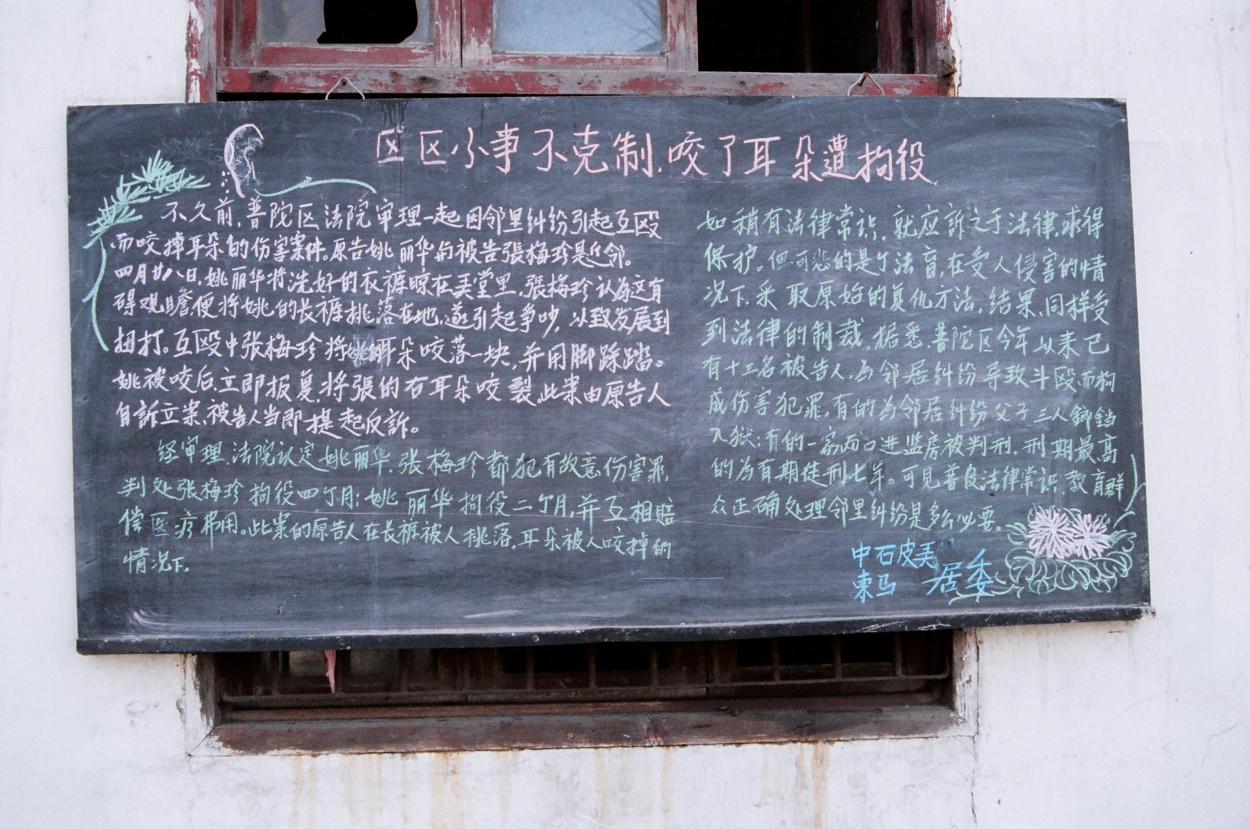 区区小事不克制,咬了耳朵遭拘役
不久前,普陀区法院审理一起因邻里纠纷引起互殴
而咬掉耳朵的伤害案件。原告姚丽华与被告張梅珍是近邻。
四月廿八日,姚丽华将洗好的衣裤晾在美堂里,張梅珍认为这有
碍观瞻便将姚的长裤挑落在地,遂引起争吵,以致发展到
扭打。互殴中张梅珍将姚耳朵咬落一块,并用脚踩踏。
姚被咬后,立即报复,将張的右耳朵咬裂,此案由原告人
自訴立案,被告人当即提起反訴。
经审理,法院认定姚丽华,张梅珍都犯有故意伤害罪,
判处张梅珍拘役四个月;姚丽华拘役二个月,并互相赔
偿医疗费用。此案的原告人在长裤被人挑落,耳朵被人咬掉的
情况下。
如稍有法律常识,就应訴之于法律,求得
保护。但可悲的是个法盲,在受人侵害的情
况下,采取原始的复仇方法,结果,同样受
到法律的制裁。据悉,普陀区今年以来已
有十三名被告人,为邻居纠纷导致斗殴而构
成伤害犯罪,有的为邻居纠纷父子三人鎯铛
入狱;有的一家两口进监房被判刑,刑期最高
的为有期徒刑七年。可见普及法律常识,教育群
众正确处理邻里纠纷是多么必要。
中石皮美
東马 居委